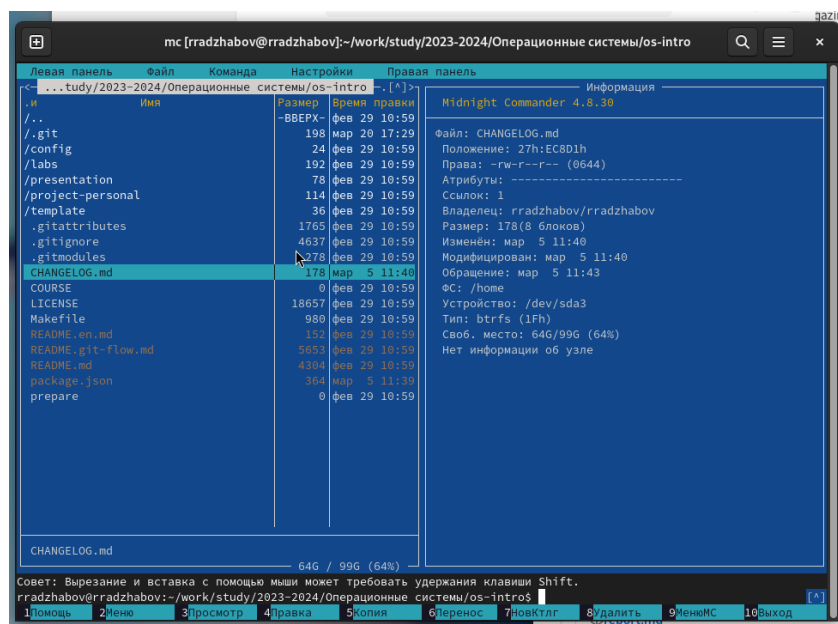 gazi
mc [rradzhabov@rradzhabov]:~/work/study/2023-2024/Операционные системы/os-intro
Левая панель Файл Команда Настройки Правая панель
<— ...tudy/2023-2024/Операционные системы/os-intro —.[^]>
.и Имя Размер Время правки
/.. -ВВЕРХ- фев 29 10:59
/.git 198 мар 20 17:29
/config 24 фев 29 10:59
/labs 192 фев 29 10:59
/presentation 78 фев 29 10:59
/project-personal 114 фев 29 10:59
/template 36 фев 29 10:59
.gitattributes 1765 фев 29 10:59
.gitignore 4637 фев 29 10:59
.gitmodules 278 фев 29 10:59
CHANGELOG.md 178 мар 5 11:40
COURSE 0 фев 29 10:59
LICENSE 18657 фев 29 10:59
Makefile 980 фев 29 10:59
README.en.md 152 фев 29 10:59
README.git-flow.md 5653 фев 29 10:59
README.md 4304 фев 29 10:59
package.json 364 мар 5 11:39
prepare 0 фев 29 10:59
CHANGELOG.md
64G / 99G (64%)
Информация
Midnight Commander 4.8.30
Файл: CHANGELOG.md
Положение: 27h:EC8D1h
Права: -rw-r--r-- (0644)
Атрибуты: -------------------------
Ссылок: 1
Владелец: rradzhabov/rradzhabov
Размер: 178(8 блоков)
Изменён: мар 5 11:40
Модифицирован: мар 5 11:40
Обращение: мар 5 11:43
ФС: /home
Устройство: /dev/sda3
Тип: btrfs (1Fh)
Своб. место: 64G/99G (64%)
Нет информации об узле
Совет: Вырезание и вставка с помощью мыши может требовать удержания клавиши Shift.
rradzhabov@rradzhabov:~/work/study/2023-2024/Операционные системы/os-intro$ [^]
1Помощь 2Меню 3Просмотр 4Правка 5Копия 6Перенос 7НовКтлг 8Удалить 9МенюМС 10Выход